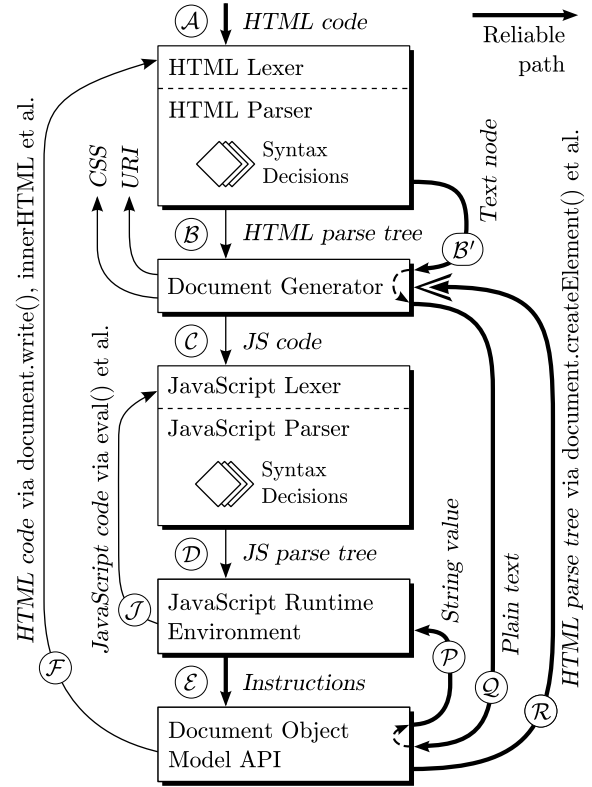 𝒜 HTML code
Reliable
path
HTML Lexer
HTML Parser
Syntax
Decisions
CSS
URI
Text node
ℬ HTML parse tree
ℬ′
Document Generator
𝒞 JS code
JavaScript Lexer
JavaScript Parser
Syntax
Decisions
HTML code via document.write(), innerHTML et al.
JavaScript code via eval() et al.
𝒟 JS parse tree
String value
Plain text
HTML parse tree via document.createElement() et al.
JavaScript Runtime
Environment
𝒥
𝒫
ℱ
ℰ Instructions
𝒬
ℛ
Document Object
Model API